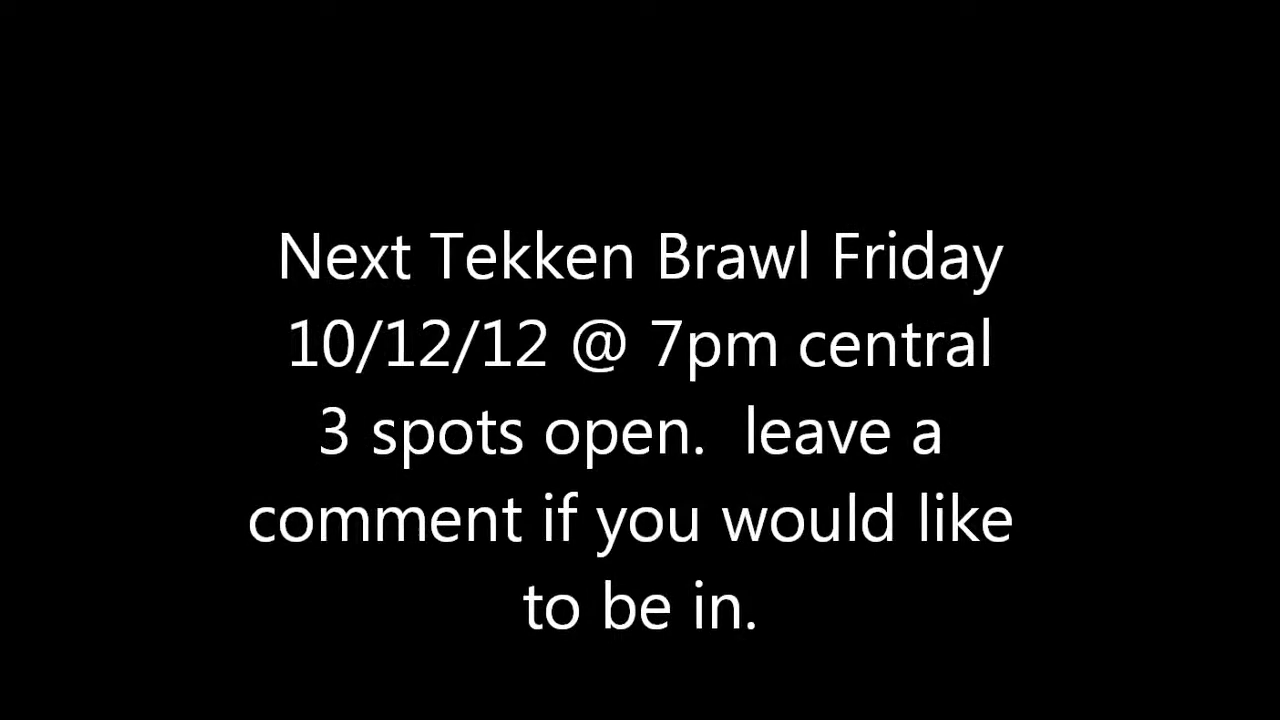 Next Tekken Brawl Friday
10/12/12 @ 7pm central
3 spots open.  leave a
comment if you would like
to be in.